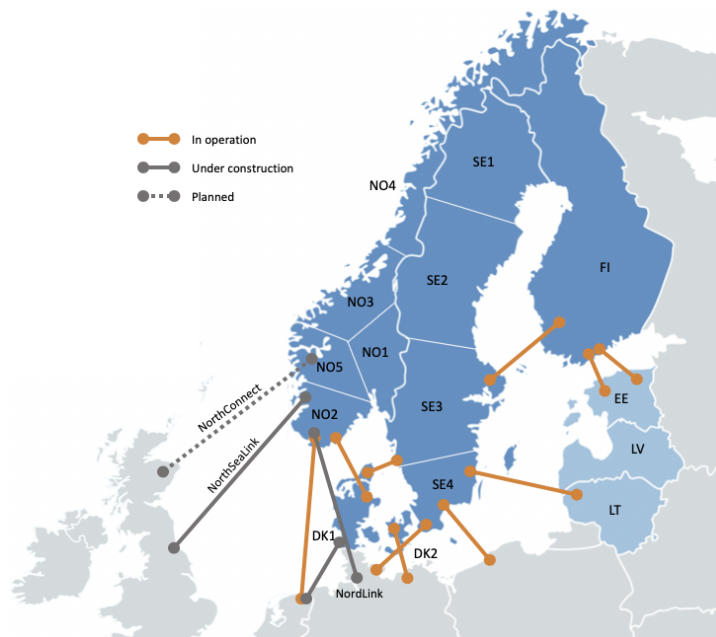 In operation
Under construction
Planned
SE1
NO4
FI
SE2
NO3
NO1
NO5
NorthConnect
EE
SE3
NO2
NorthSeaLink
LV
SE4
LT
DK1
DK2
NordLink